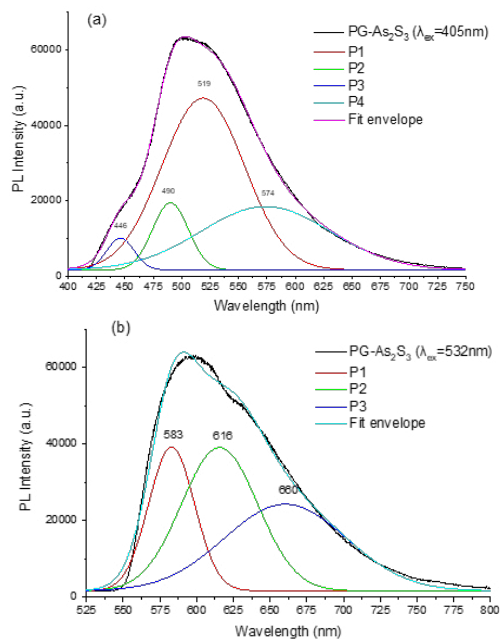 (a)
PG-As₂S₃ (λₑₓ=405nm)
P1
P2
P3
P4
Fit envelope
60000
40000
20000
0
PL Intensity (a.u.)
519
490
446
574
400 425 450 475 500 525 550 575 600 625 650 675 700 725 750
Wavelength (nm)
(b)
PG-As₂S₃ (λₑₓ=532nm)
P1
P2
P3
Fit envelope
60000
40000
20000
0
PL Intensity (a.u.)
583
616
660
525 550 575 600 625 650 675 700 725 750 775 800
Wavelength (nm)